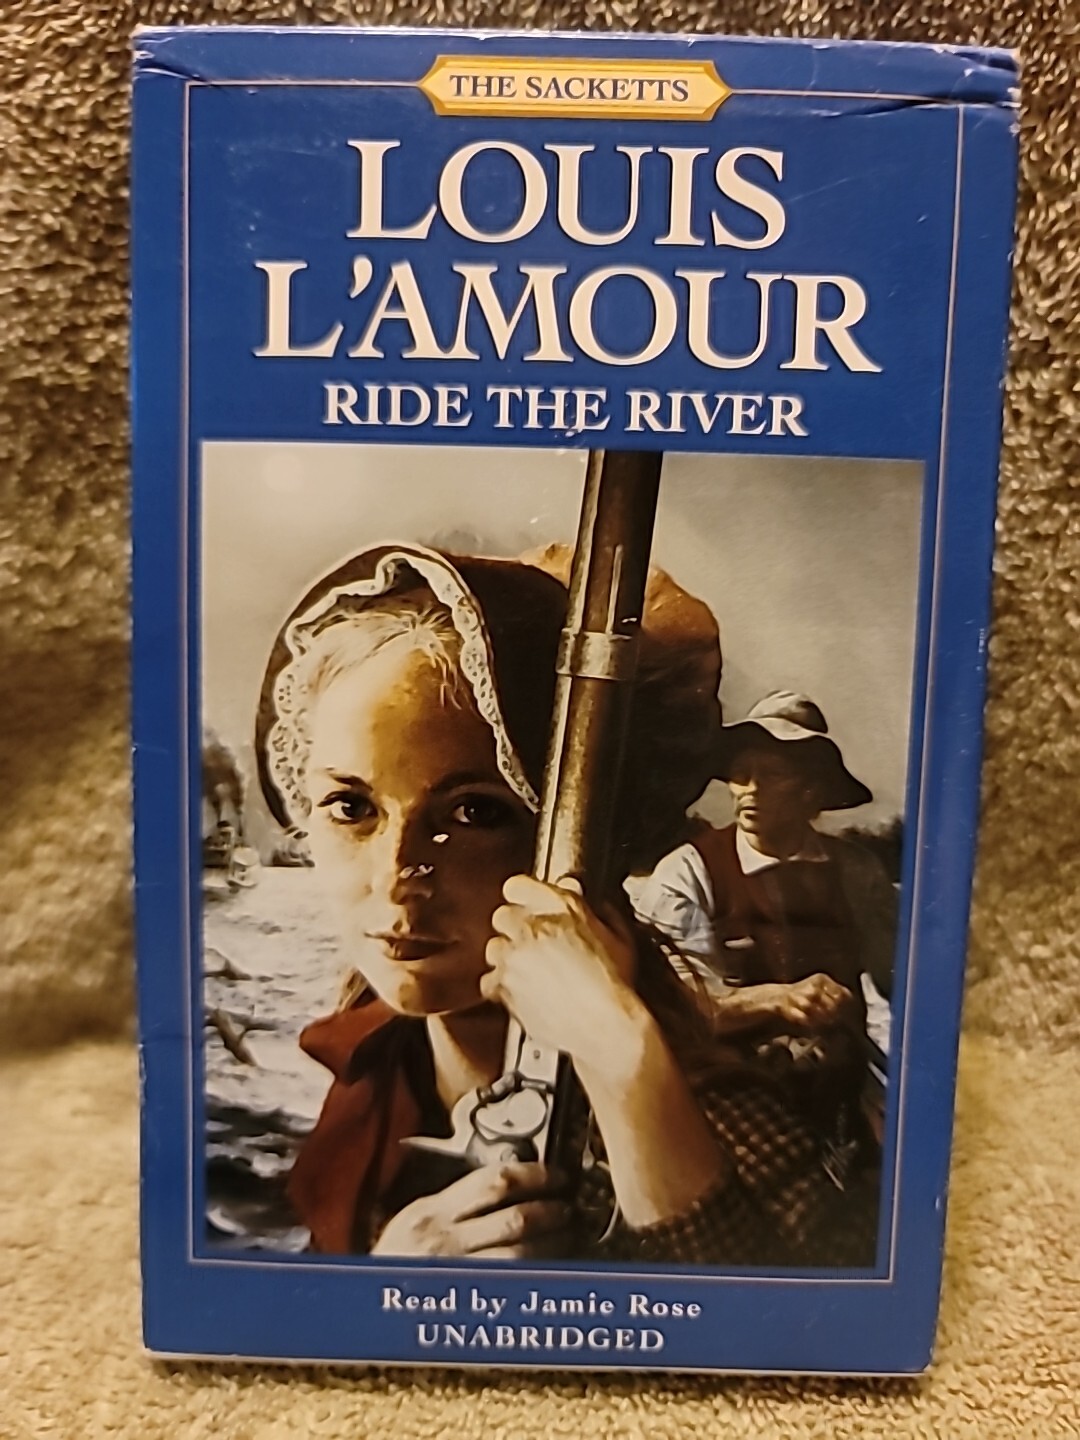 THE SACKETTS
LOUIS
L'AMOUR
RIDE THE RIVER
Read by Jamie Rose
UNABRIDGED